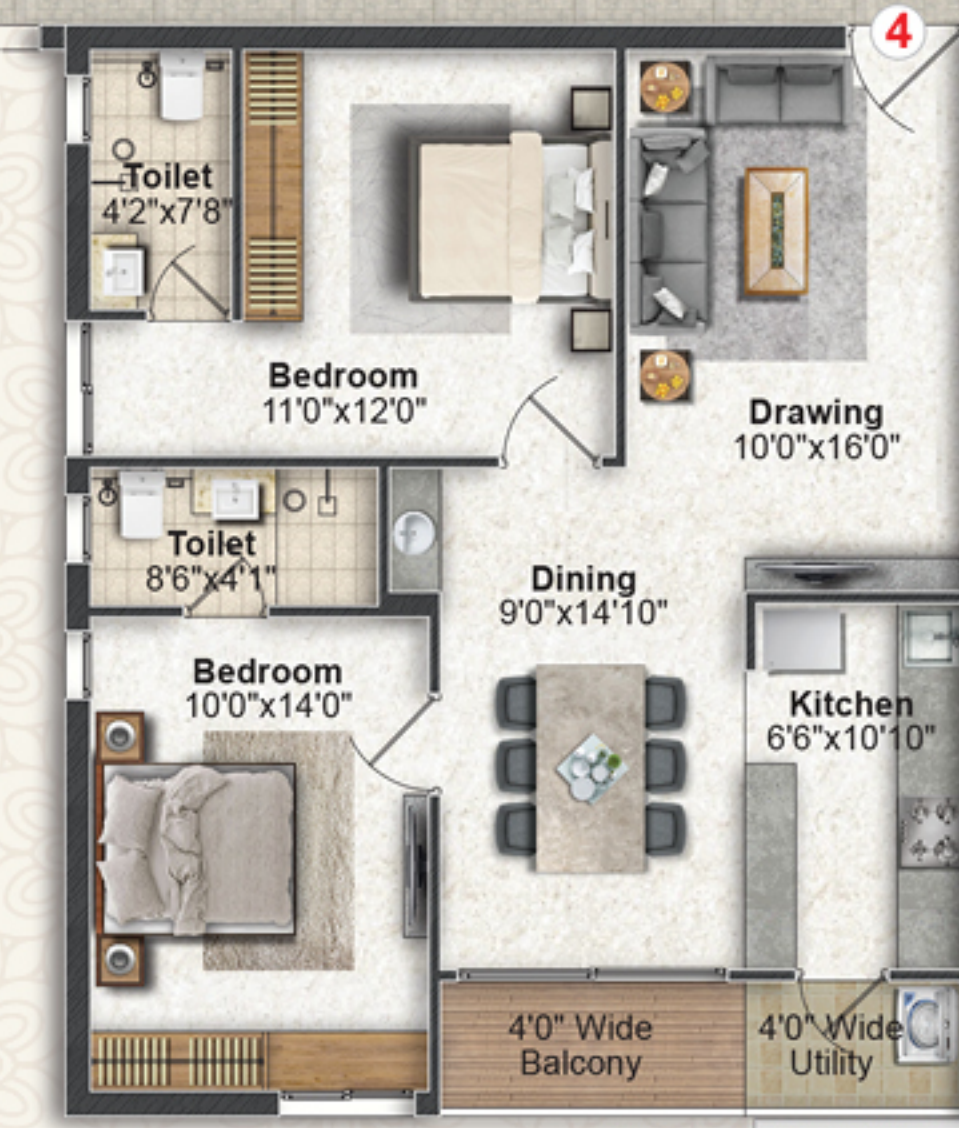 4
Toilet
4'2"x7'8"
Bedroom
11'0"x12'0"
Drawing
10'0"x16'0"
Toilet
8'6"x4'1"
Dining
9'0"x14'10"
Bedroom
10'0"x14'0"
Kitchen
6'6"x10'10"
4'0" Wide
Balcony
4'0" Wide
Utility